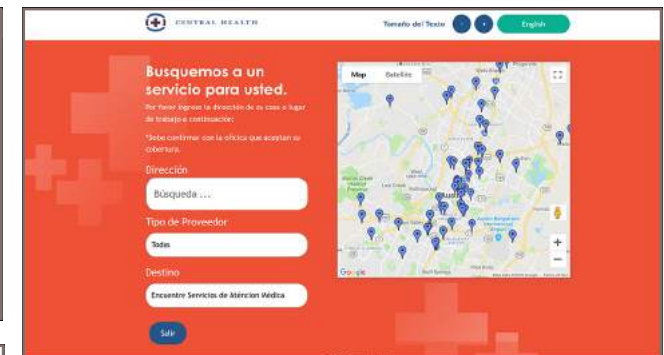 CENTRAL HEALTH
Tamaño del Texto - + English
Busquemos a un
servicio para usted.
Por favor ingrese la dirección de su casa o lugar
de trabajo a continuación:
*Debe confirmar con la oficina que aceptan su
cobertura.
Dirección
Búsqueda ...
Tipo de Proveedor
Todas
Destino
Encuentre Servicios de Atención Médica
Salir
Map Satellite
Austin
Google